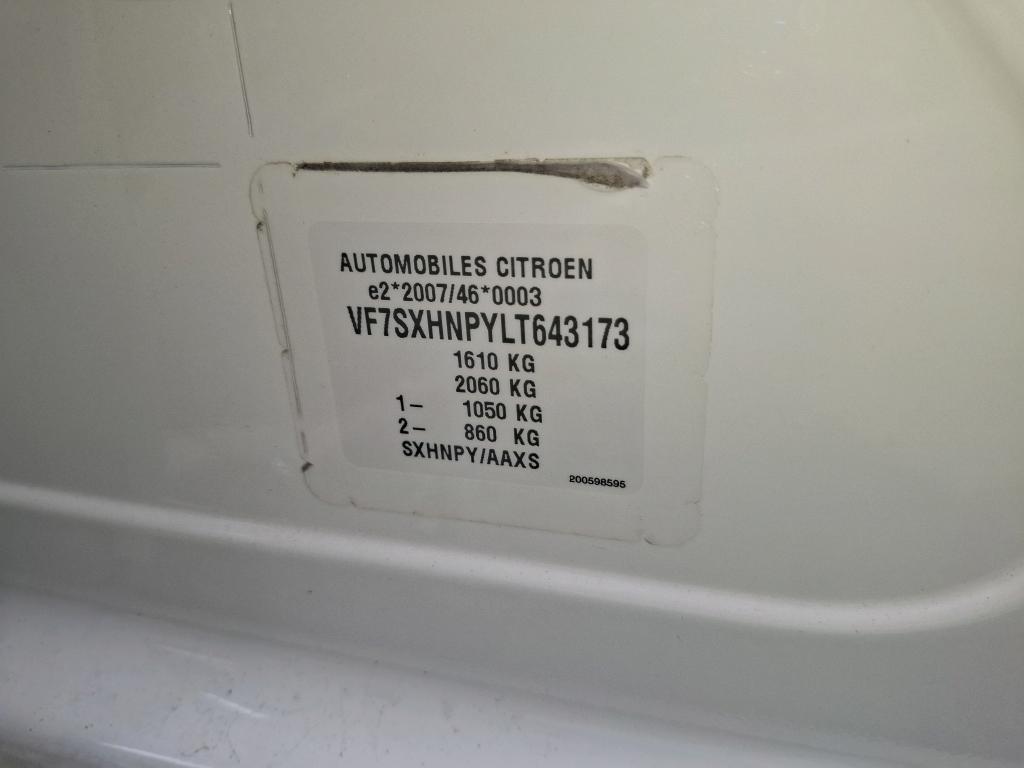 AUTOMOBILES CITROEN
e2*2007/46*0003
VF7SXHNPYLT643173
1610 KG
2060 KG
1- 1050 KG
2- 860 KG
SXHNPY/AAXS
200598595